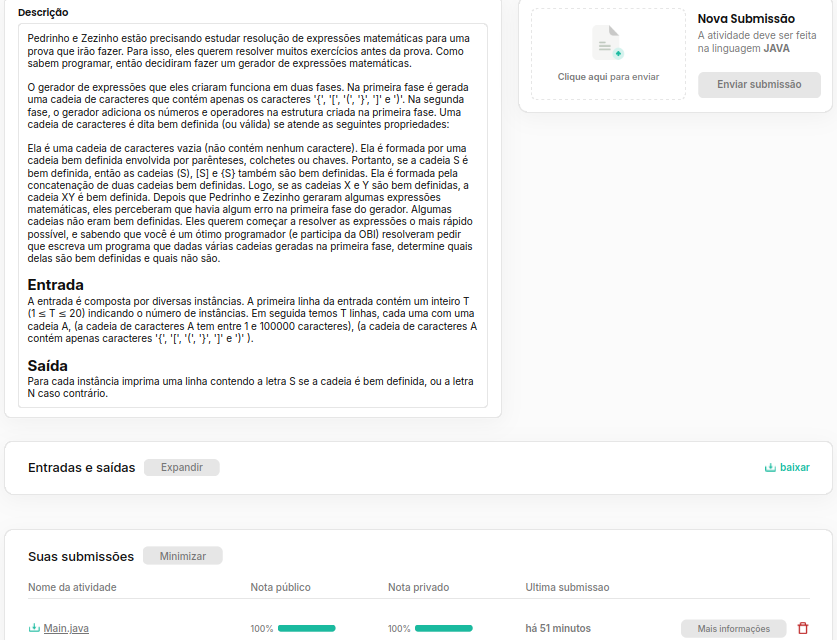 Descrição
Pedrinho e Zezinho estão precisando estudar resolução de expressões matemáticas para uma
prova que irão fazer. Para isso, eles querem resolver muitos exercícios antes da prova. Como
sabem programar, então decidiram fazer um gerador de expressões matemáticas.
O gerador de expressões que eles criaram funciona em duas fases. Na primeira fase é gerada
uma cadeia de caracteres que contém apenas os caracteres '{', '[', '(', '}', ']' e ')'. Na segunda
fase, o gerador adiciona os números e operadores na estrutura criada na primeira fase. Uma
cadeia de caracteres é dita bem definida (ou válida) se atende as seguintes propriedades:
Ela é uma cadeia de caracteres vazia (não contém nenhum caractere). Ela é formada por uma
cadeia bem definida envolvida por parênteses, colchetes ou chaves. Portanto, se a cadeia S é
bem definida, então as cadeias (S), [S] e {S} também são bem definidas. Ela é formada pela
concatenação de duas cadeias bem definidas. Logo, se as cadeias X e Y são bem definidas, a
cadeia XY é bem definida. Depois que Pedrinho e Zezinho geraram algumas expressões
matemáticas, eles perceberam que havia algum erro na primeira fase do gerador. Algumas
cadeias não eram bem definidas. Eles querem começar a resolver as expressões o mais rápido
possível, e sabendo que você é um ótimo programador (e participa da OBI) resolveram pedir
que escreva um programa que dadas várias cadeias geradas na primeira fase, determine quais
delas são bem definidas e quais não são.
Entrada
A entrada é composta por diversas instâncias. A primeira linha da entrada contém um inteiro T
(1 ≤ T ≤ 20) indicando o número de instâncias. Em seguida temos T linhas, cada uma com uma
cadeia A, (a cadeia de caracteres A tem entre 1 e 100000 caracteres), (a cadeia de caracteres A
contém apenas caracteres '{', '[', '(', '}', ']' e ')' ).
Saída
Para cada instância imprima uma linha contendo a letra S se a cadeia é bem definida, ou a letra
N caso contrário.
Clique aqui para enviar
Nova Submissão
A atividade deve ser feita
na linguagem JAVA
Enviar submissão
Entradas e saídas Expandir baixar
Suas submissões Minimizar
Nome da atividade Nota público Nota privado Ultima submissao
Main.java 100% 100% há 51 minutos Mais informações